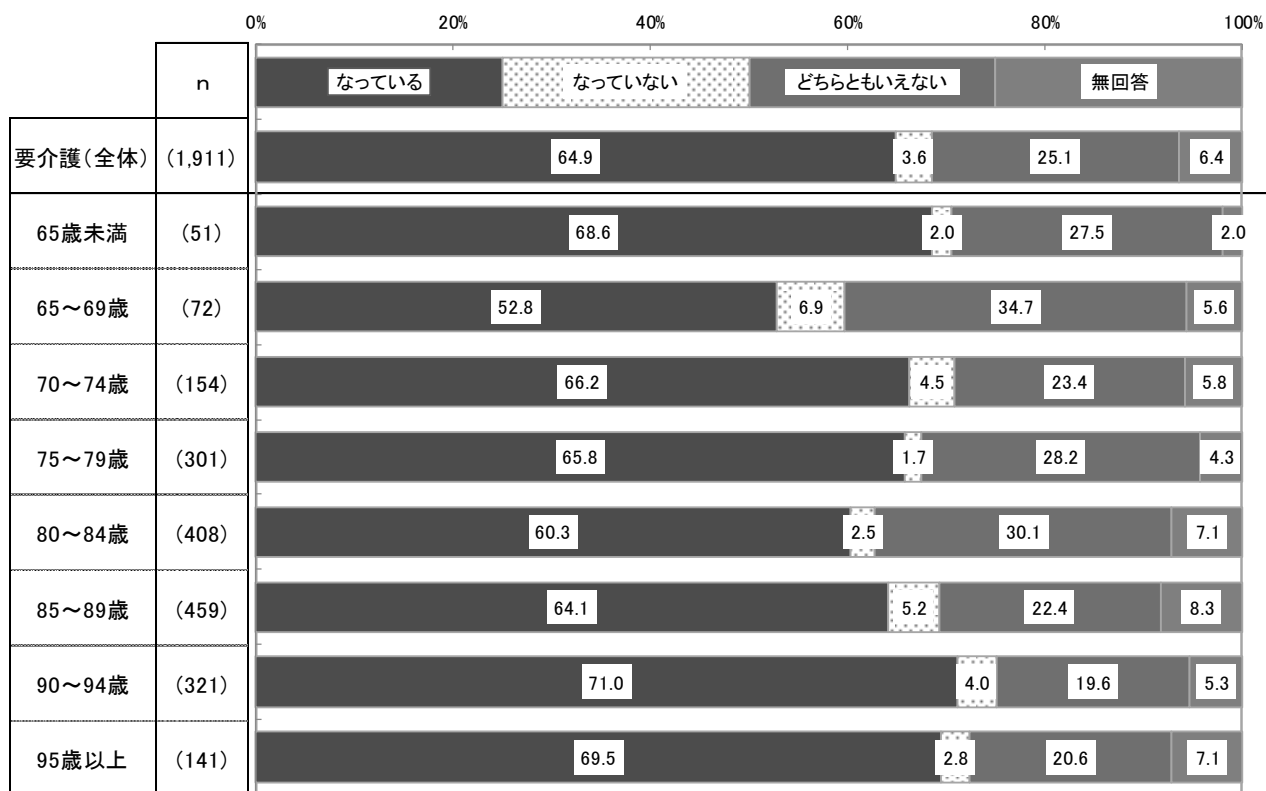 0% 20% 40% 60% 80% 100%
n なっている なっていない どちらともいえない 無回答
要介護(全体) (1,911) 64.9 3.6 25.1 6.4
65歳未満 (51) 68.6 2.0 27.5 2.0
65～69歳 (72) 52.8 6.9 34.7 5.6
70～74歳 (154) 66.2 4.5 23.4 5.8
75～79歳 (301) 65.8 1.7 28.2 4.3
80～84歳 (408) 60.3 2.5 30.1 7.1
85～89歳 (459) 64.1 5.2 22.4 8.3
90～94歳 (321) 71.0 4.0 19.6 5.3
95歳以上 (141) 69.5 2.8 20.6 7.1